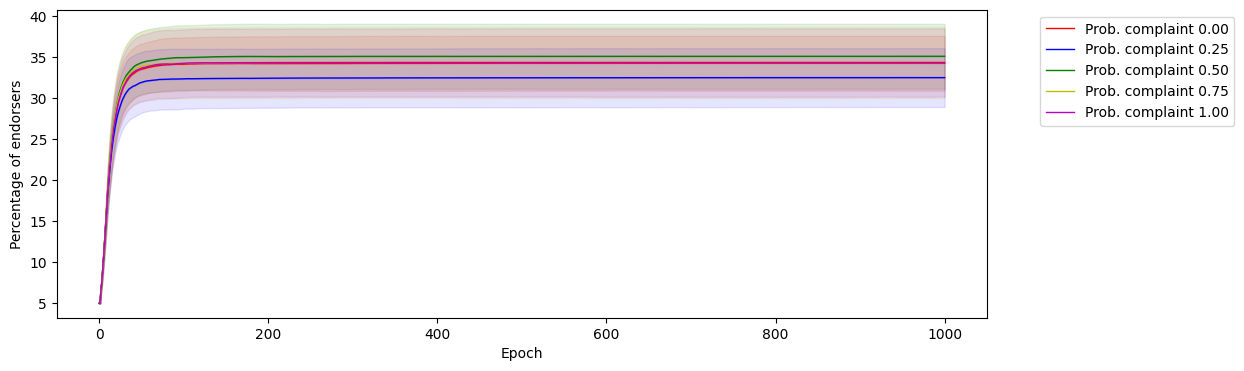 40
35
30
25
20
15
10
5
Percentage of endorsers
0
200
400
600
800
1000
Epoch
Prob. complaint 0.00
Prob. complaint 0.25
Prob. complaint 0.50
Prob. complaint 0.75
Prob. complaint 1.00